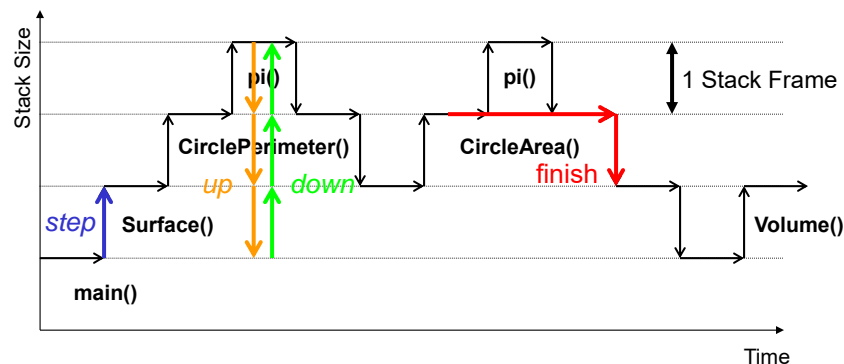 Stack Size
pi()
pi()
1 Stack Frame
CirclePerimeter()
CircleArea()
up
down
finish
step
Surface()
Volume()
main()
Time